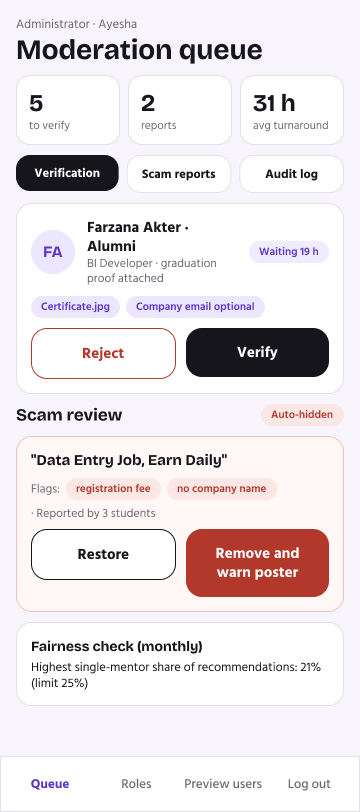 Administrator · Ayesha
Moderation queue
5
to verify
2
reports
31 h
avg turnaround
Verification
Scam reports
Audit log
FA
Farzana Akter ·
Alumni
BI Developer · graduation
proof attached
Waiting 19 h
Certificate.jpg
Company email optional
Reject
Verify
Scam review
Auto-hidden
"Data Entry Job, Earn Daily"
Flags: registration fee no company name
· Reported by 3 students
Restore
Remove and
warn poster
Fairness check (monthly)
Highest single-mentor share of recommendations: 21%
(limit 25%)
Queue
Roles
Preview users
Log out